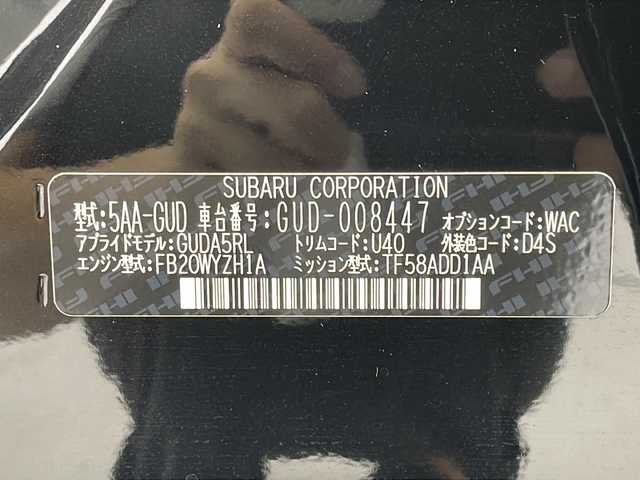 SUBARU CORPORATION
型式:5AA-GUD 車台番号:GUD-008447 オプションコード:WAC
アプライドモデル:GUDA5RL トリムコード:U40 外装色コード:D4S
エンジン型式:FB20WYZH1A ミッション型式:TF58ADD1AA